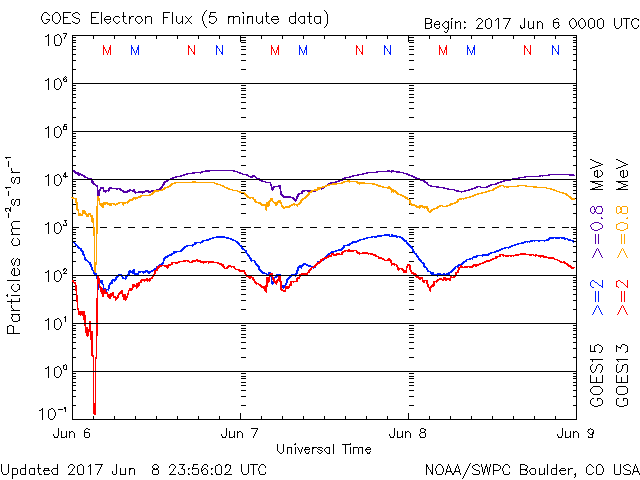 GOES Electron Flux (5 minute data)
Begin: 2017 Jun 6 0000 UTC
10⁷
M M N N M M N N M M N N
10⁶
10⁵
10⁴
10³
10²
10¹
10⁰
10⁻¹
Particles cm⁻²s⁻¹sr⁻¹
GOES15 >=2 >=0.8 MeV
GOES13 >=2 >=0.8 MeV
Jun 6 Jun 7 Jun 8 Jun 9
Universal Time
Updated 2017 Jun 8 23:56:02 UTC
NOAA/SWPC Boulder, CO USA